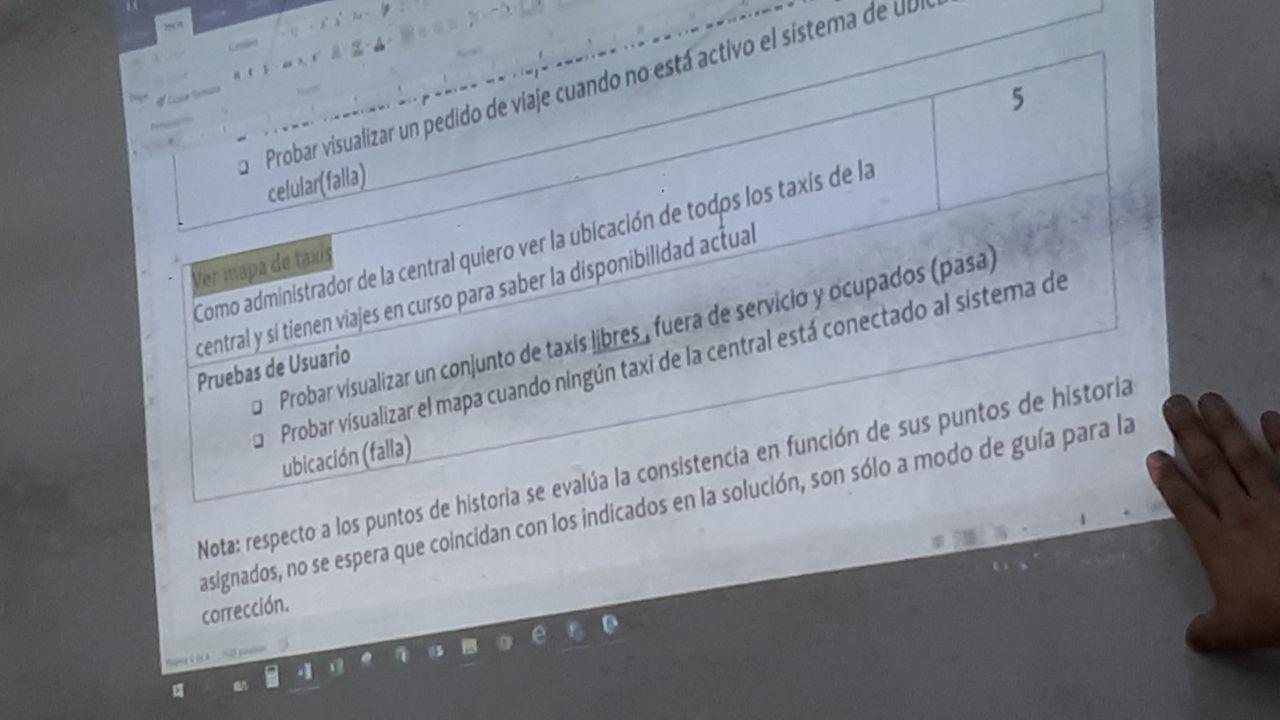 Copiar formato
Probar visualizar un pedido de viaje cuando no está activo el sistema de
celular(falla)
5
Ver mapa de taxis
Como administrador de la central quiero ver la ubicación de todos los taxis de la
central y si tienen viajes en curso para saber la disponibilidad actual
Pruebas de Usuario
Probar visualizar un conjunto de taxis libres , fuera de servicio y ocupados (pasa)
Probar visualizar el mapa cuando ningún taxi de la central está conectado al sistema de
ubicación (falla)
Nota: respecto a los puntos de historia se evalúa la consistencia en función de sus puntos de historia
asignados, no se espera que coincidan con los indicados en la solución, son sólo a modo de guía para la
corrección.